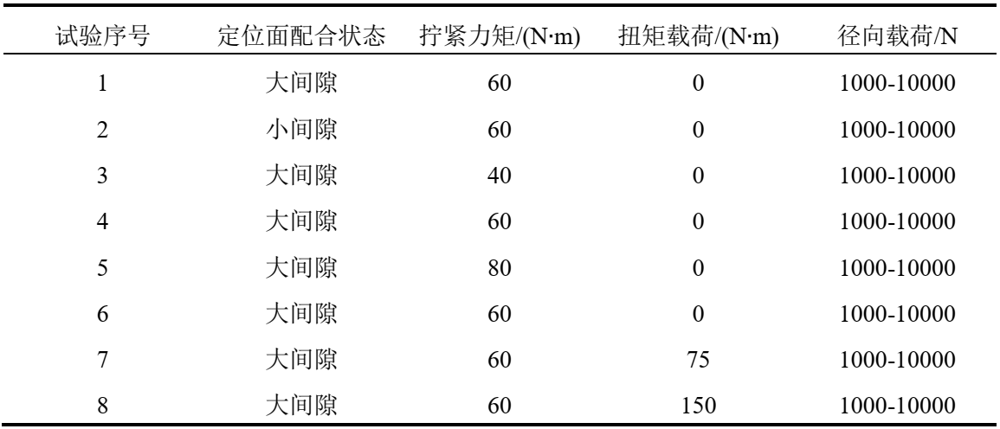 试验序号 定位面配合状态 拧紧力矩/(N·m) 扭矩载荷/(N·m) 径向载荷/N
1 大间隙 60 0 1000-10000
2 小间隙 60 0 1000-10000
3 大间隙 40 0 1000-10000
4 大间隙 60 0 1000-10000
5 大间隙 80 0 1000-10000
6 大间隙 60 0 1000-10000
7 大间隙 60 75 1000-10000
8 大间隙 60 150 1000-10000